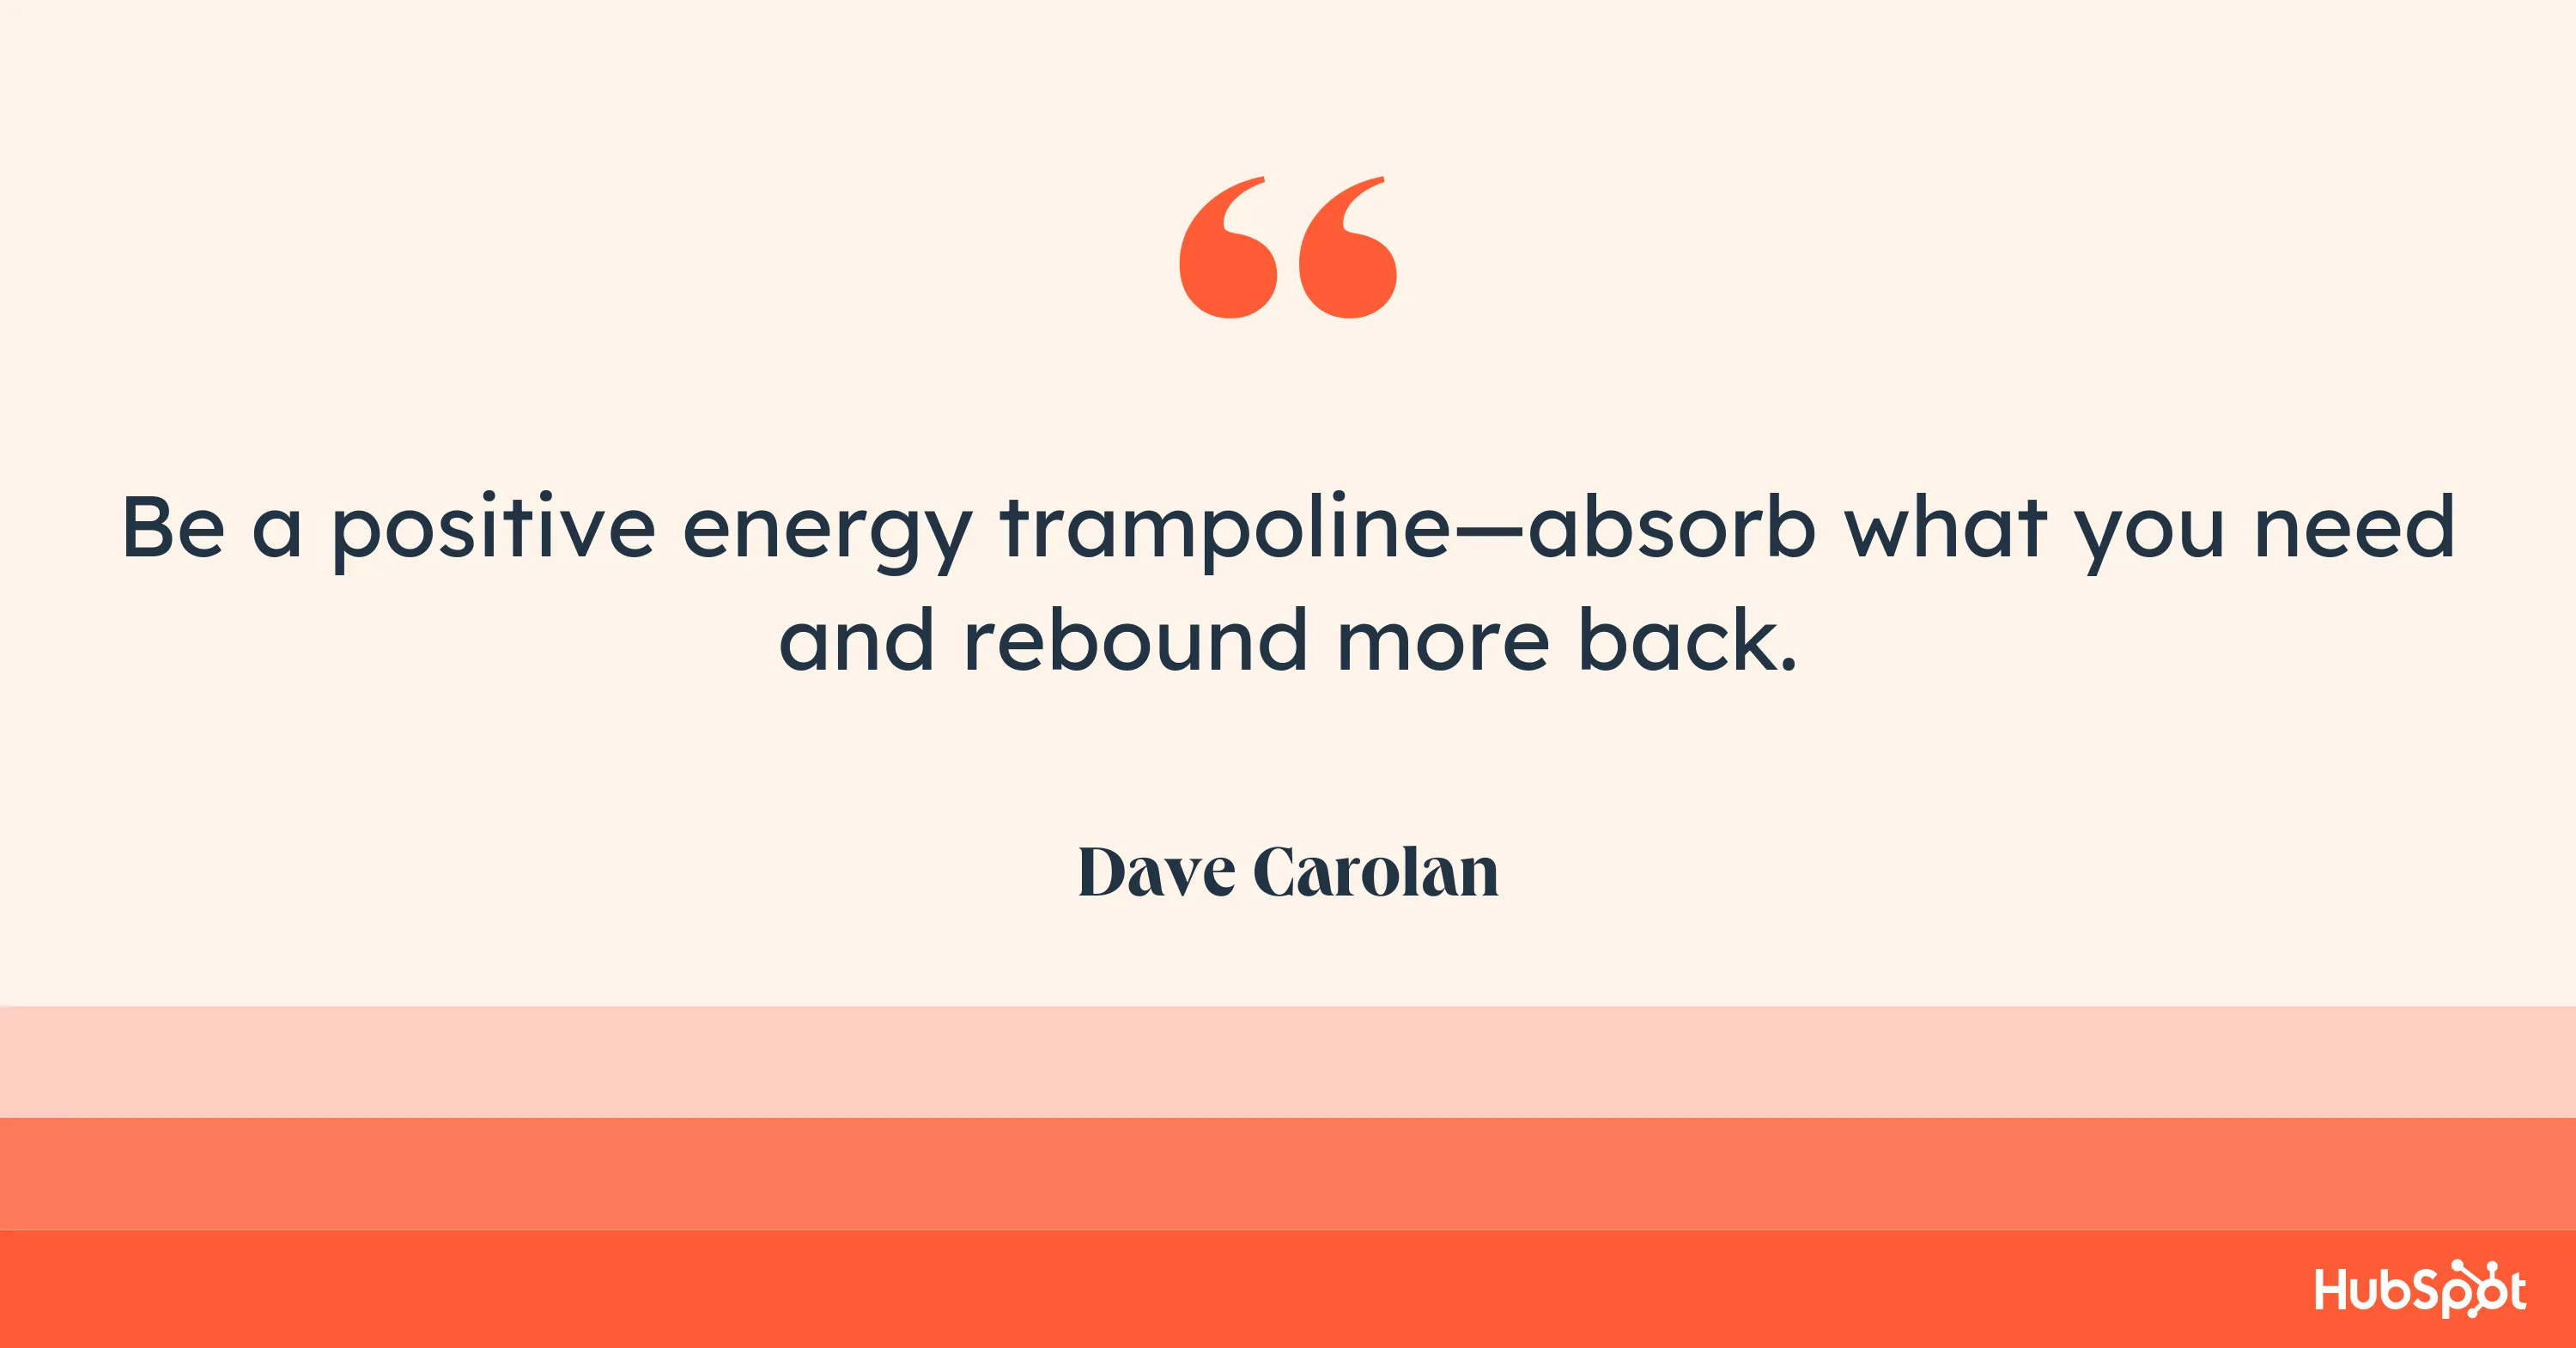 “
Be a positive energy trampoline—absorb what you need
and rebound more back.
Dave Carolan
HubSpot